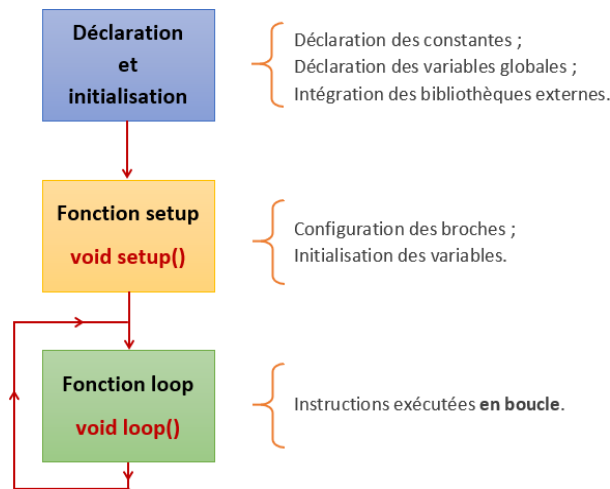 Déclaration
et
initialisation
Déclaration des constantes ;
Déclaration des variables globales ;
Intégration des bibliothèques externes.
Fonction setup
void setup()
Configuration des broches ;
Initialisation des variables.
Fonction loop
void loop()
Instructions exécutées en boucle.